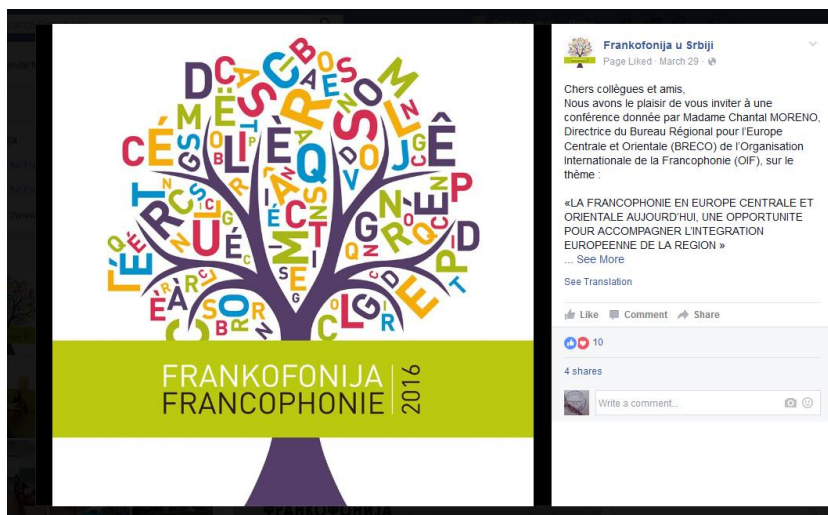 FRANKOFONIJA
FRANCOPHONIE
2016
Frankofonija u Srbiji
Page Liked · March 29 ·
Chers collègues et amis,
Nous avons le plaisir de vous inviter à une
conférence donnée par Madame Chantal MORENO,
Directrice du Bureau Régional pour l'Europe
Centrale et Orientale (BRECO) de l'Organisation
Internationale de la Francophonie (OIF), sur le
thème :
«LA FRANCOPHONIE EN EUROPE CENTRALE ET
ORIENTALE AUJOURD'HUI, UNE OPPORTUNITE
POUR ACCOMPAGNER L'INTEGRATION
EUROPEENNE DE LA REGION »
... See More
See Translation
Like Comment Share
10
4 shares
Write a comment...
ФРАНКОФОНИЈА